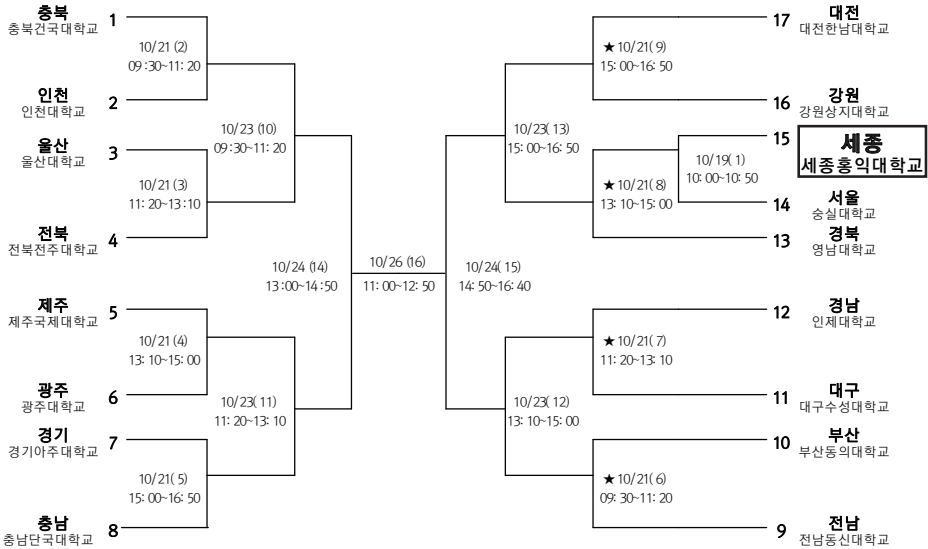 충북 1
충북건국대학교
10/21 (2)
09:30~11:20
인천 2
인천대학교
10/23 (10)
09:30~11:20
울산 3
울산대학교
10/21 (3)
11:20~13:10
전북 4
전북전주대학교
10/24 (14)
13:00~14:50
제주 5
제주국제대학교
10/21 (4)
13:10~15:00
광주 6
광주대학교
10/23(11)
11:20~13:10
경기 7
경기아주대학교
10/21(5)
15:00~16:50
충남 8
충남단국대학교
10/26 (16)
11:00~12:50
17 대전
대전한남대학교
★10/21(9)
15:00~16:50
16 강원
강원상지대학교
10/23(13)
15:00~16:50
15 세종
세종홍익대학교
10/19(1)
10:00~10:50
★10/21(8)
13:10~15:00
14 서울
숭실대학교
13 경북
영남대학교
10/24(15)
14:50~16:40
12 경남
인제대학교
★10/21(7)
11:20~13:10
11 대구
대구수성대학교
10/23(12)
13:10~15:00
10 부산
부산동의대학교
★10/21(6)
09:30~11:20
9 전남
전남동신대학교